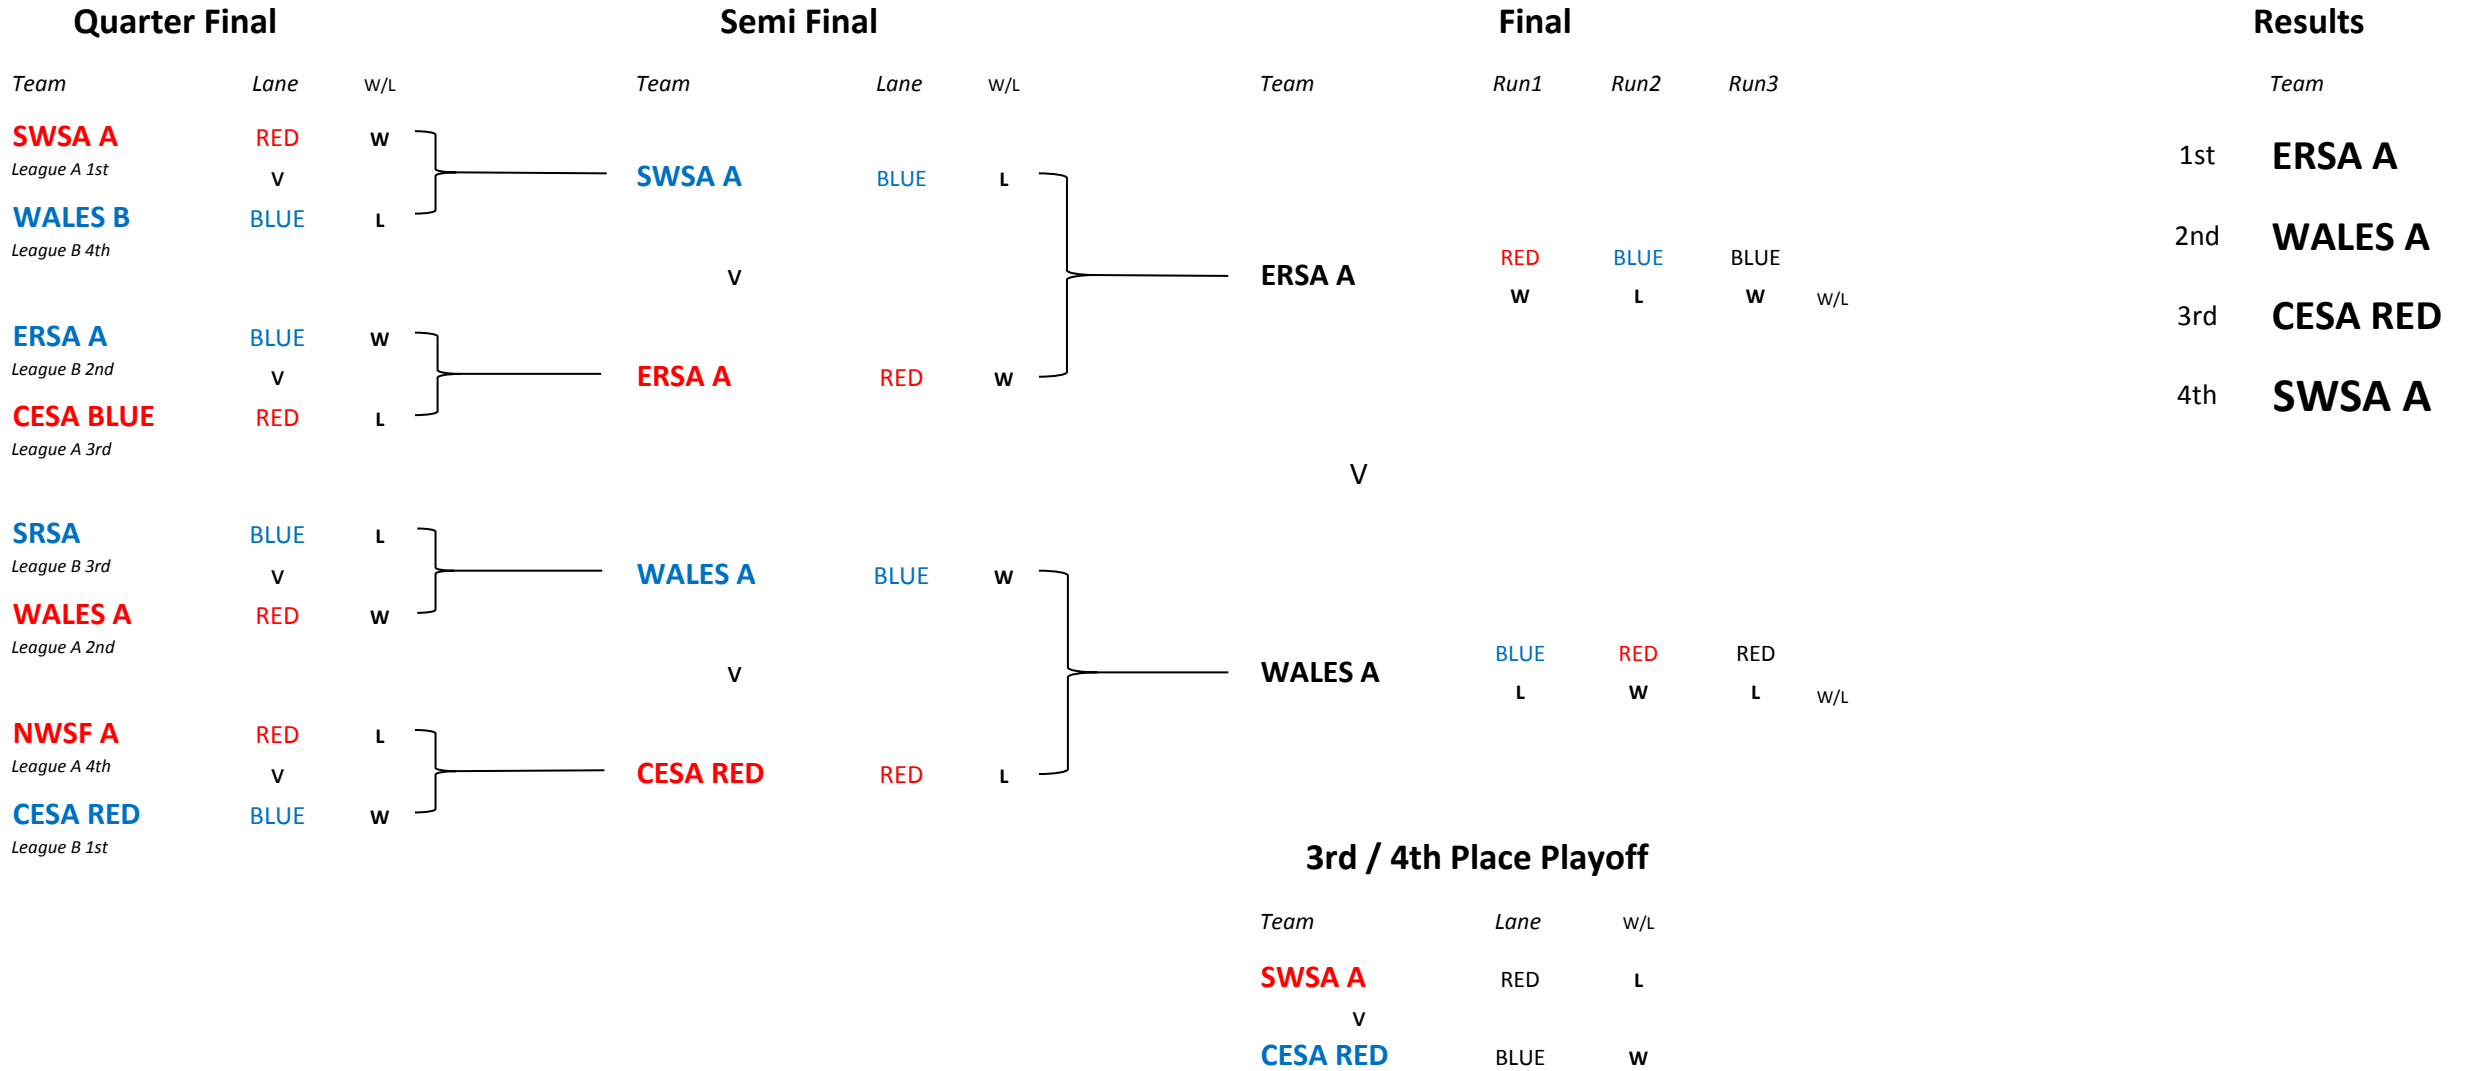 Quarter Final Semi Final Final Results
Team Lane W/L Team Lane W/L Team Run1 Run2 Run3 Team
SWSA A RED W
League A 1st
V
WALES B BLUE L
League B 4th
ERSA A BLUE W
League B 2nd
V
CESA BLUE RED L
League A 3rd
SRSA BLUE L
League B 3rd
V
WALES A RED W
League A 2nd
NWSF A RED L
League A 4th
V
CESA RED BLUE W
League B 1st
SWSA A BLUE L
V
ERSA A RED W
WALES A BLUE W
V
CESA RED RED L
ERSA A RED BLUE BLUE
W L W W/L
V
WALES A BLUE RED RED
L W L W/L
3rd / 4th Place Playoff
Team Lane W/L
SWSA A RED L
V
CESA RED BLUE W
1st ERSA A
2nd WALES A
3rd CESA RED
4th SWSA A